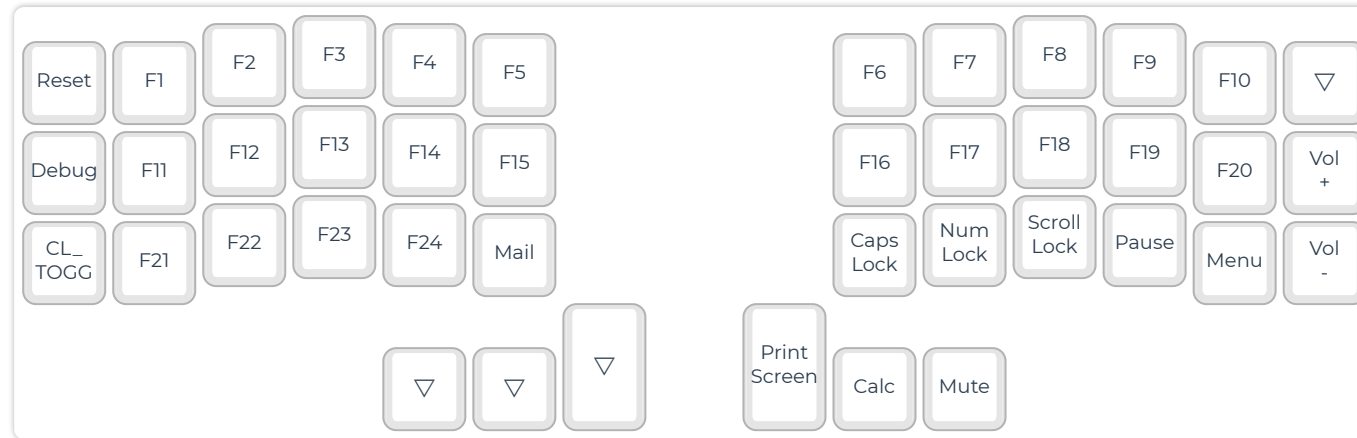 Reset F1 F2 F3 F4 F5 F6 F7 F8 F9 F10 ▽
Debug F11 F12 F13 F14 F15 F16 F17 F18 F19 F20 Vol
+
CL_
TOGG F21 F22 F23 F24 Mail Caps
Lock Num
Lock Scroll
Lock Pause Menu Vol
-
▽ ▽ ▽ Print
Screen Calc Mute